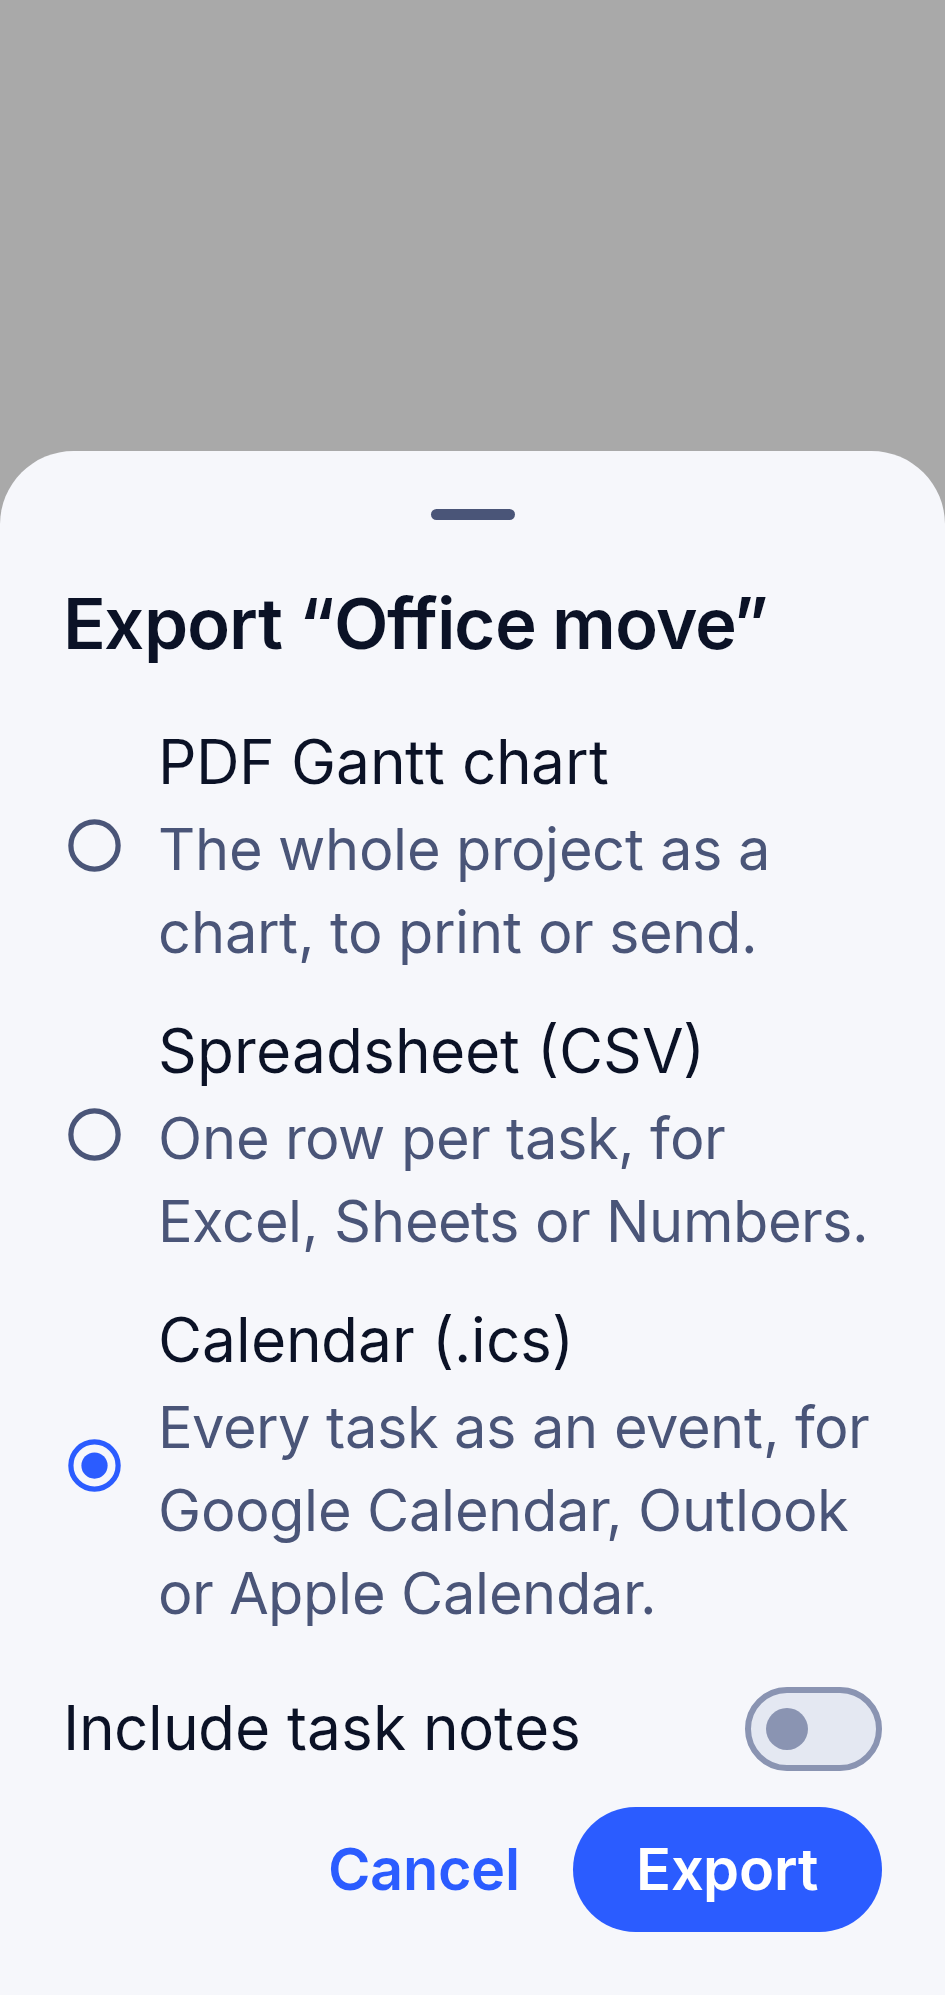 Export “Office move”
PDF Gantt chart
The whole project as a
chart, to print or send.
Spreadsheet (CSV)
One row per task, for
Excel, Sheets or Numbers.
Calendar (.ics)
Every task as an event, for
Google Calendar, Outlook
or Apple Calendar.
Include task notes
Cancel
Export